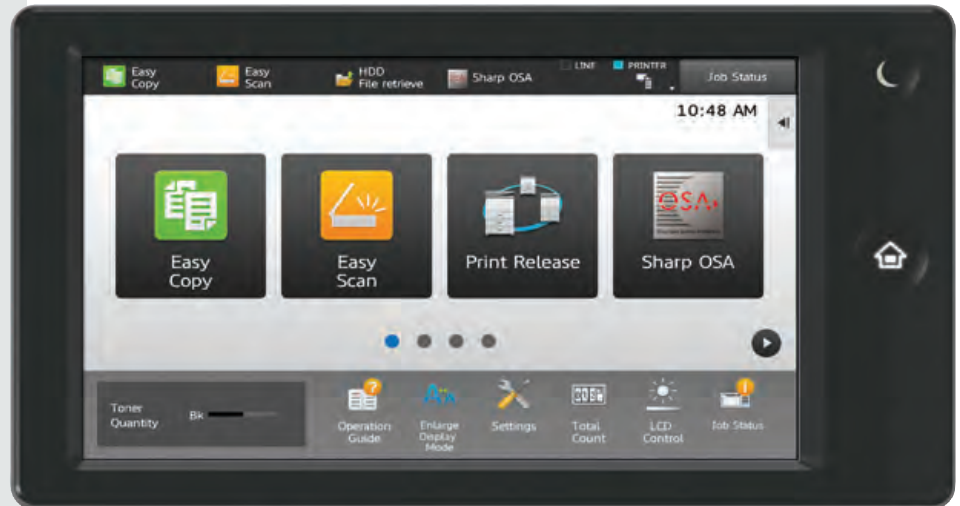 Easy
Copy
Easy
Scan
HDD
File retrieve
Sharp OSA
LINE
PRINTER
Job Status
10:48 AM
Easy
Copy
Easy
Scan
Print Release
OSA
Sharp OSA
Toner
Quantity
Bk
Operation
Guide
Enlarge
Display
Mode
Settings
Total
Count
LCD
Control
Job Status